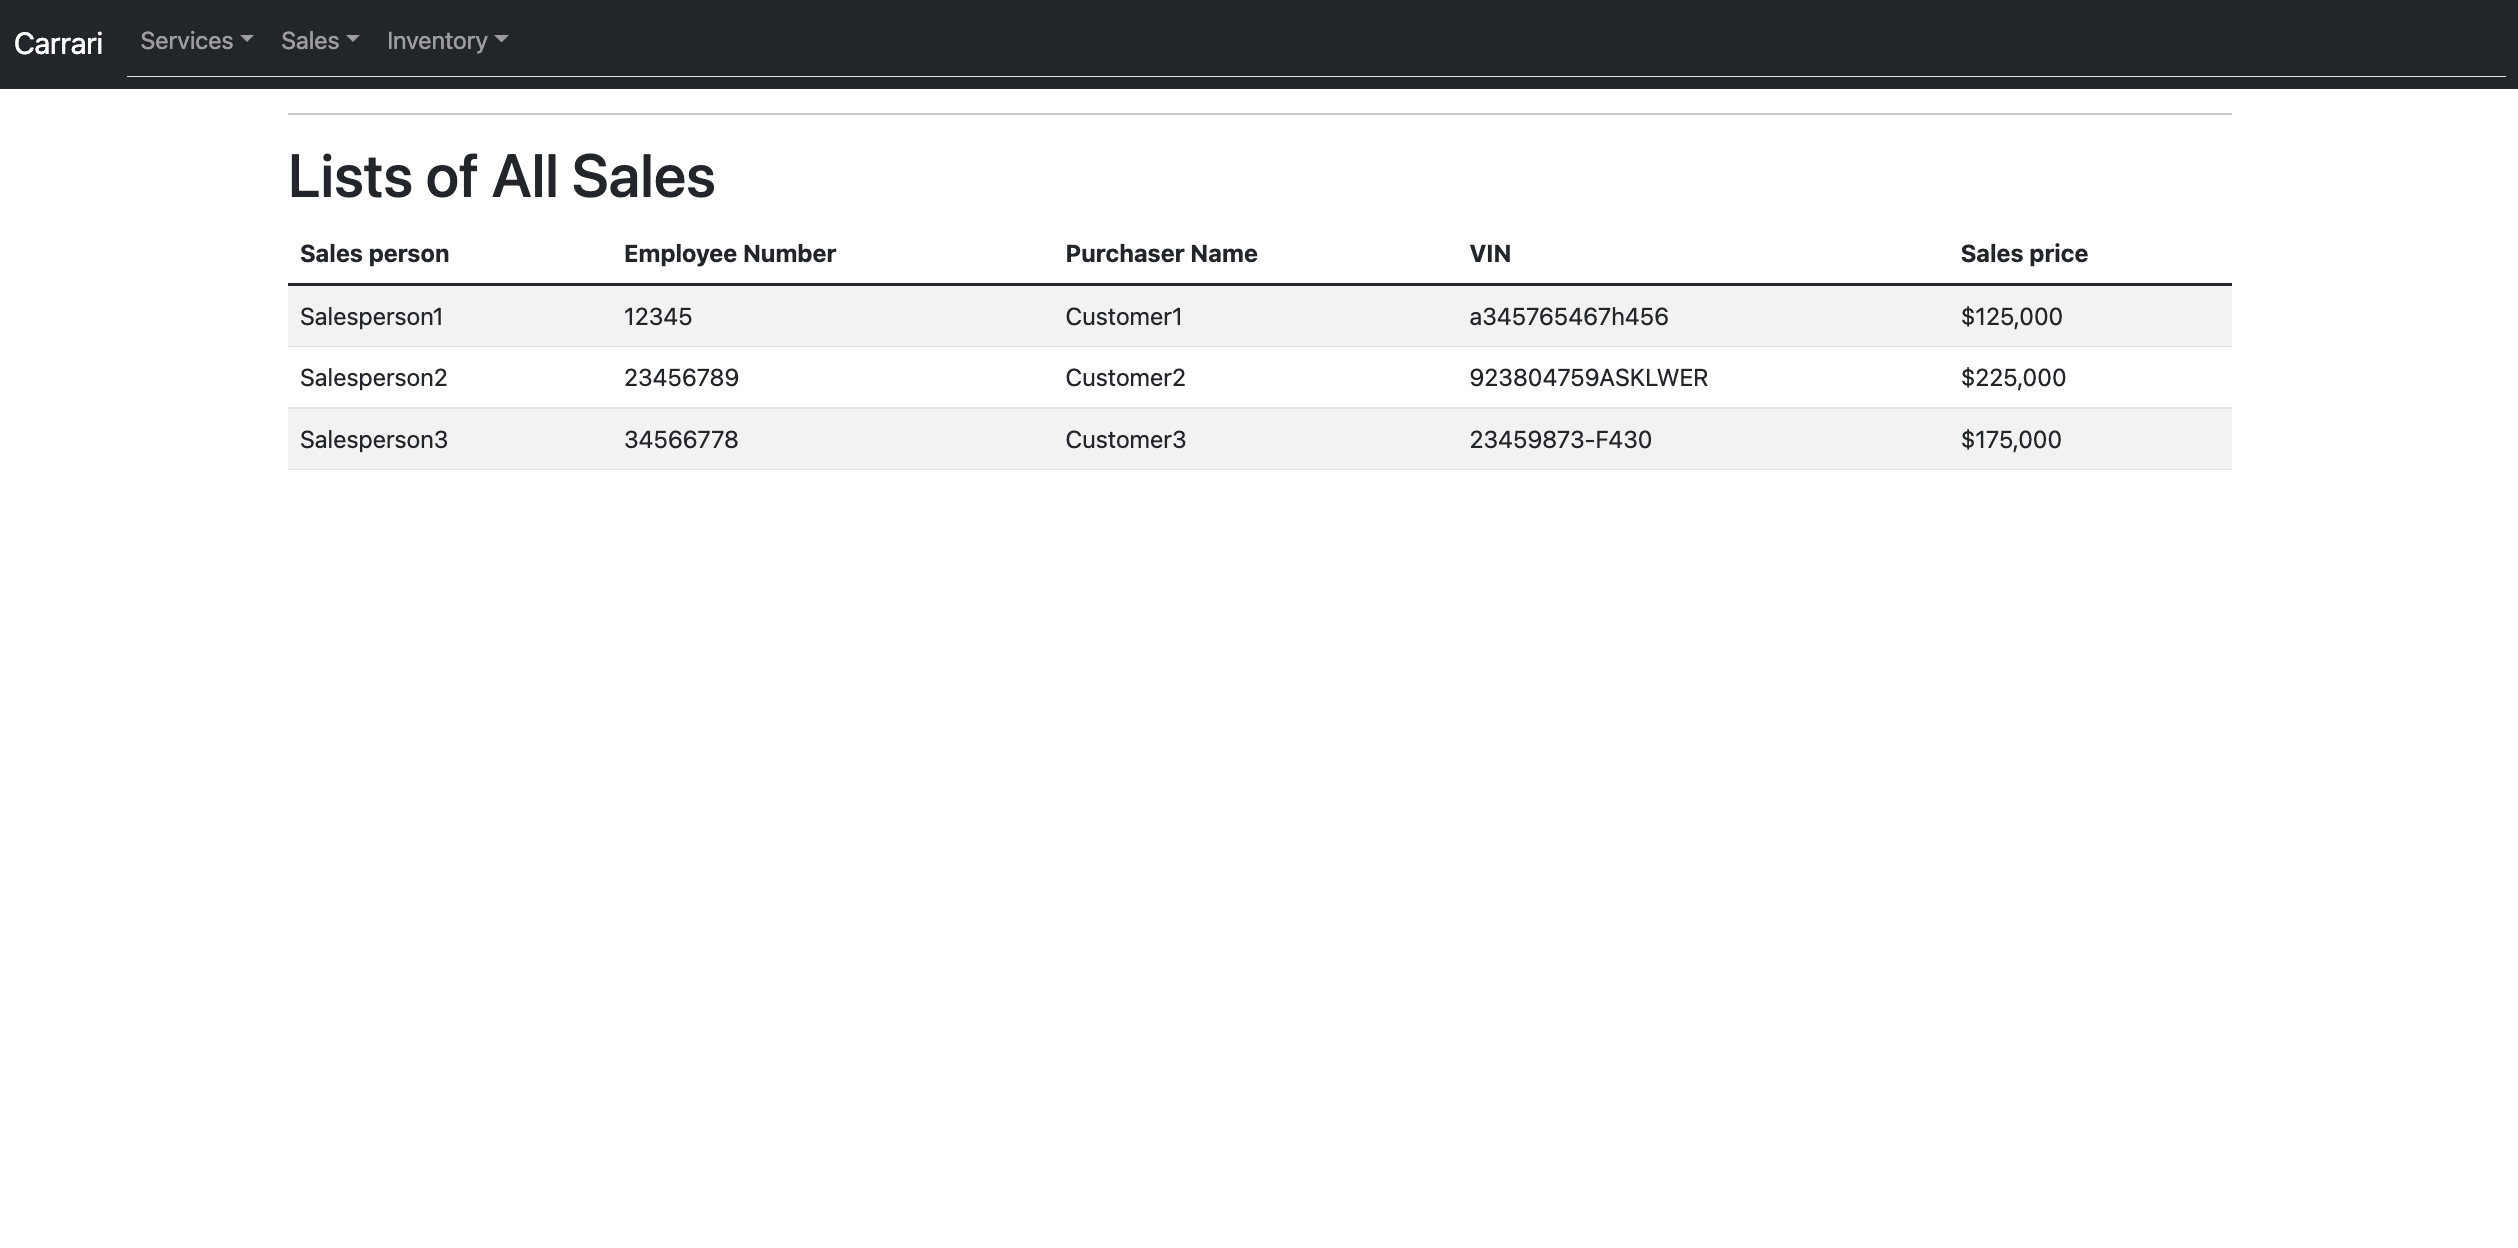 Carrari Services Sales Inventory
Lists of All Sales
Sales person Employee Number Purchaser Name VIN Sales price
Salesperson1 12345 Customer1 a345765467h456 $125,000
Salesperson2 23456789 Customer2 923804759ASKLWER $225,000
Salesperson3 34566778 Customer3 23459873-F430 $175,000